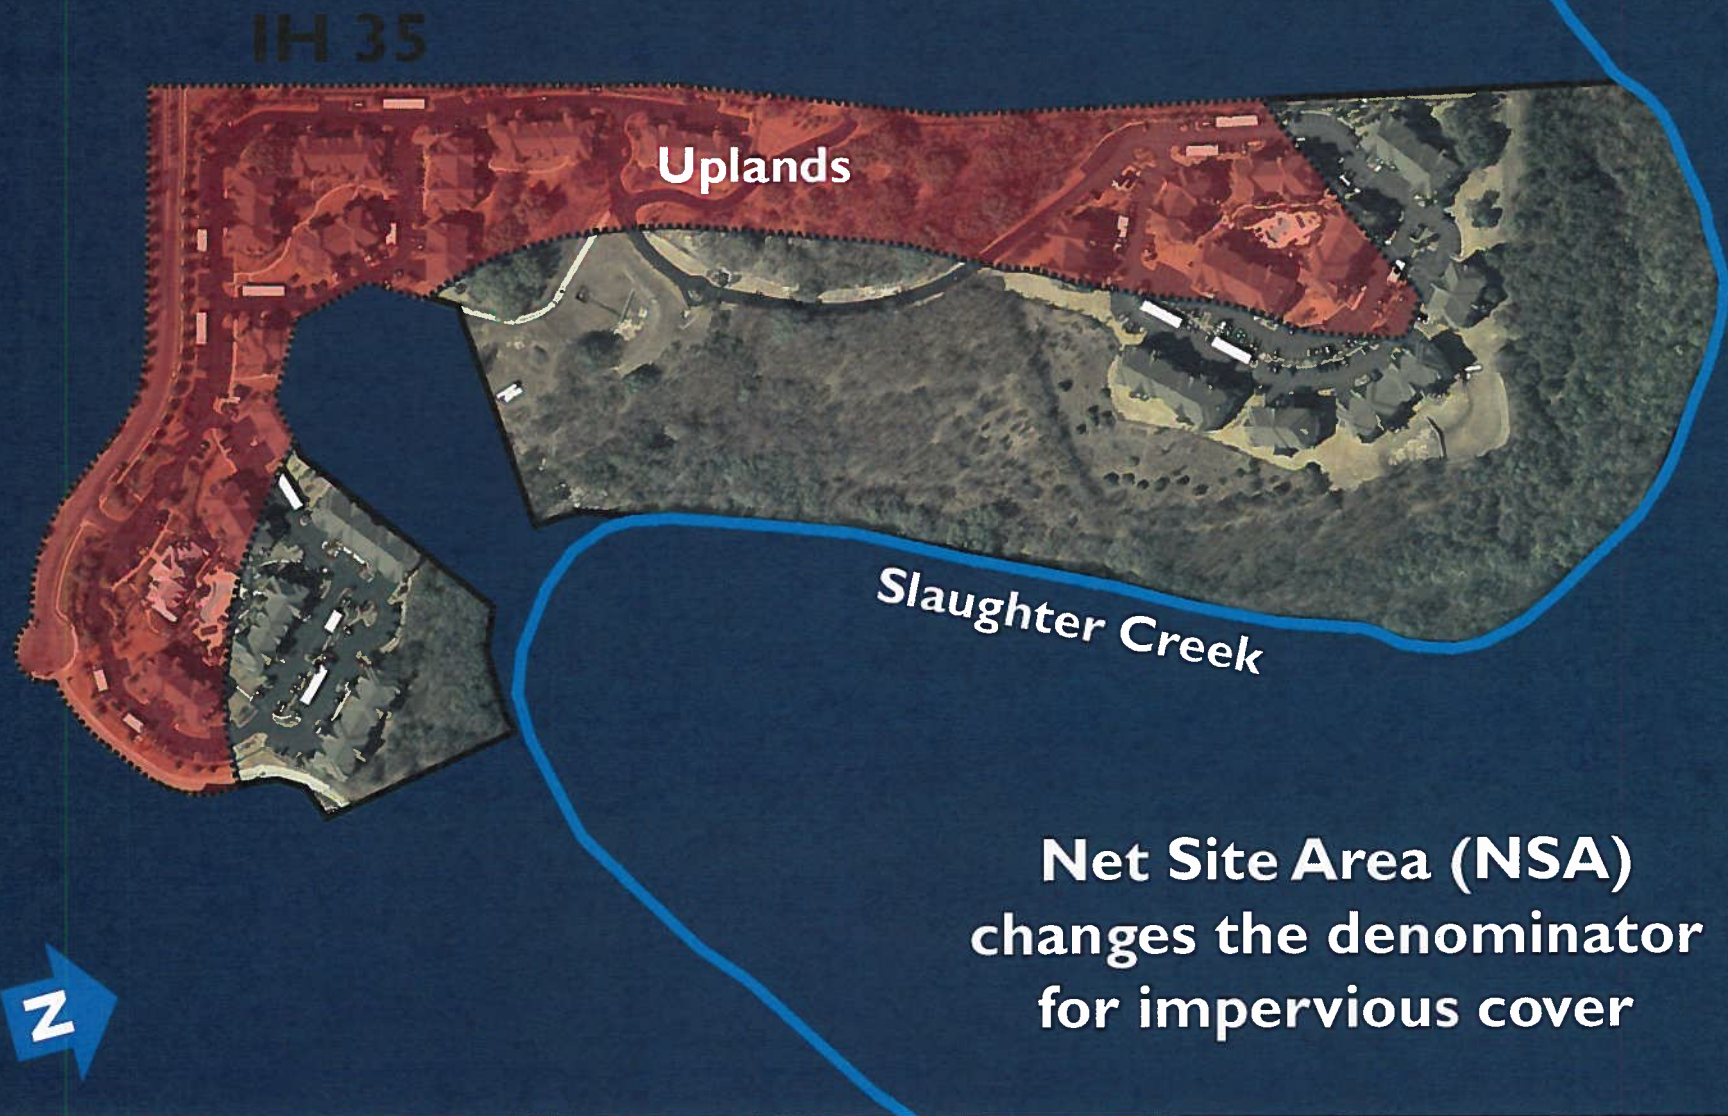 IH 35
Uplands
Slaughter Creek
Net Site Area (NSA)
changes the denominator
for impervious cover
N